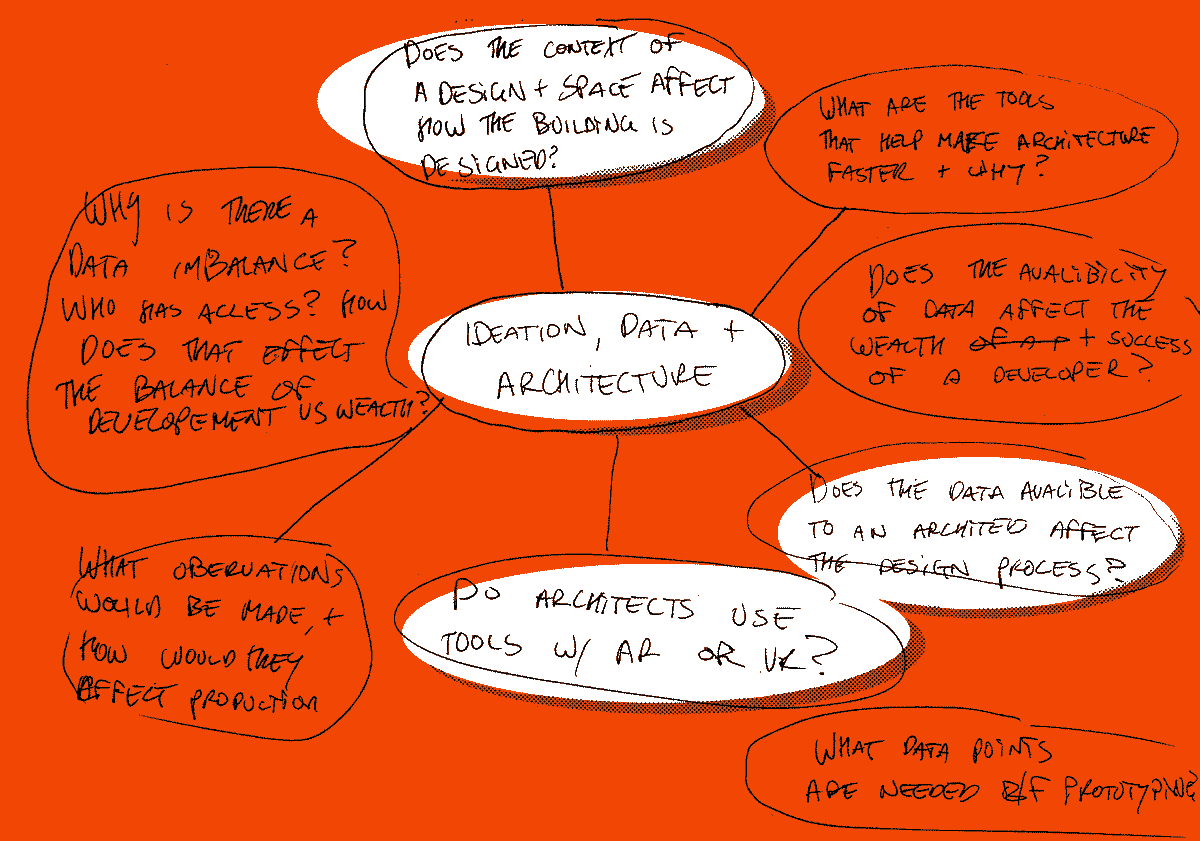 DOES THE CONTEXT OF
A DESIGN + SPACE AFFECT
HOW THE BUILDING IS
DESIGNED?
WHAT ARE THE TOOLS
THAT HELP MAKE ARCHITECTURE
FASTER + WHY?
WHY IS THERE A
DATA IMBALANCE?
WHO HAS ACCESS? HOW
DOES THAT EFFECT
THE BALANCE OF
DEVELOPEMENT VS WEALTH?
DOES THE AVALIBILITY
OF DATA AFFECT THE
WEALTH OF A P + SUCCESS
OF A DEVELOPER?
IDEATION, DATA +
ARCHITECTURE
DOES THE DATA AVALIBLE
TO AN ARCHITED AFFECT
THE DESIGN PROCESS?
WHAT OBERVATIONS
WOULD BE MADE, +
HOW WOULD THEY
AFFECT PRODUCTION
DO ARCHITECTS USE
TOOLS W/ AR OR VR?
WHAT DATA POINTS
ARE NEEDED B/F PROTOTYPING?